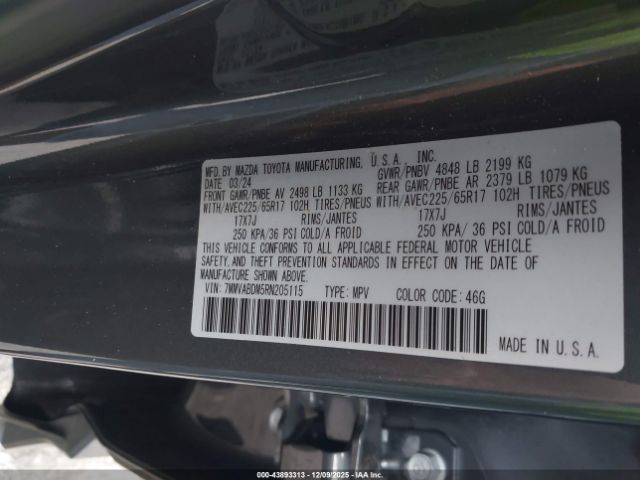 MFD. BY MAZDA TOYOTA MANUFACTURING, U.S.A., INC.
DATE: 03/24 GVWR/PNBV 4848 LB 2199 KG
FRONT GAWR/PNBE AV 2498 LB 1133 KG REAR GAWR/PNBE AR 2379 LB 1079 KG
WITH/AVEC225/65R17 102H TIRES/PNEUS WITH/AVEC225/65R17 102H TIRES/PNEUS
17X7J RIMS/JANTES 17X7J RIMS/JANTES
250 KPA/36 PSI COLD/A FROID 250 KPA/ 36 PSI COLD/A FROID
THIS VEHICLE CONFORMS TO ALL APPLICABLE FEDERAL MOTOR VEHICLE
SAFETY, AND THEFT PREVENTION STANDARDS IN EFFECT ON THE DATE OF
MANUFACTURE SHOWN ABOVE.
VIN: 7MMVABDM5RN205115 TYPE: MPV COLOR CODE: 46G
MADE IN U.S.A.
© IAA 43893313 | 12/09/2025 | IAAI.COM